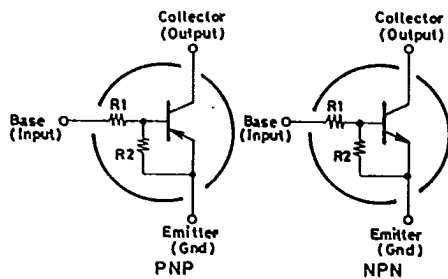 Collector
(Output)
R1
Base
(Input)
R2
Emitter
(Gnd)
PNP
Collector
(Output)
R1
Base
(Input)
R2
Emitter
(Gnd)
NPN